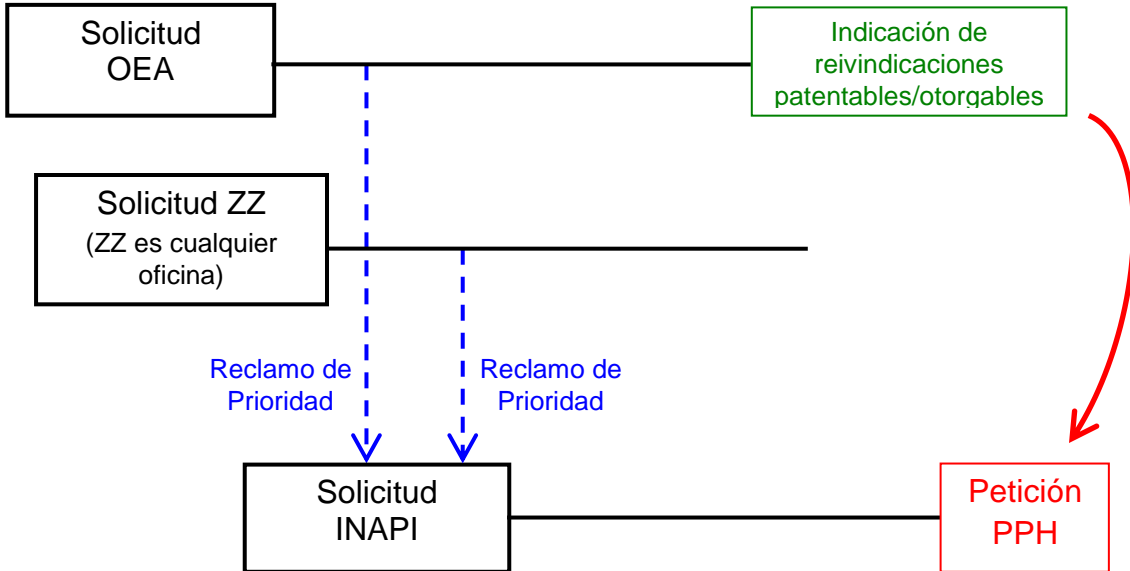 Solicitud
OEA
Indicación de
reivindicaciones
patentables/otorgables
Solicitud ZZ
(ZZ es cualquier
oficina)
Reclamo de
Prioridad
Reclamo de
Prioridad
Solicitud
INAPI
Petición
PPH